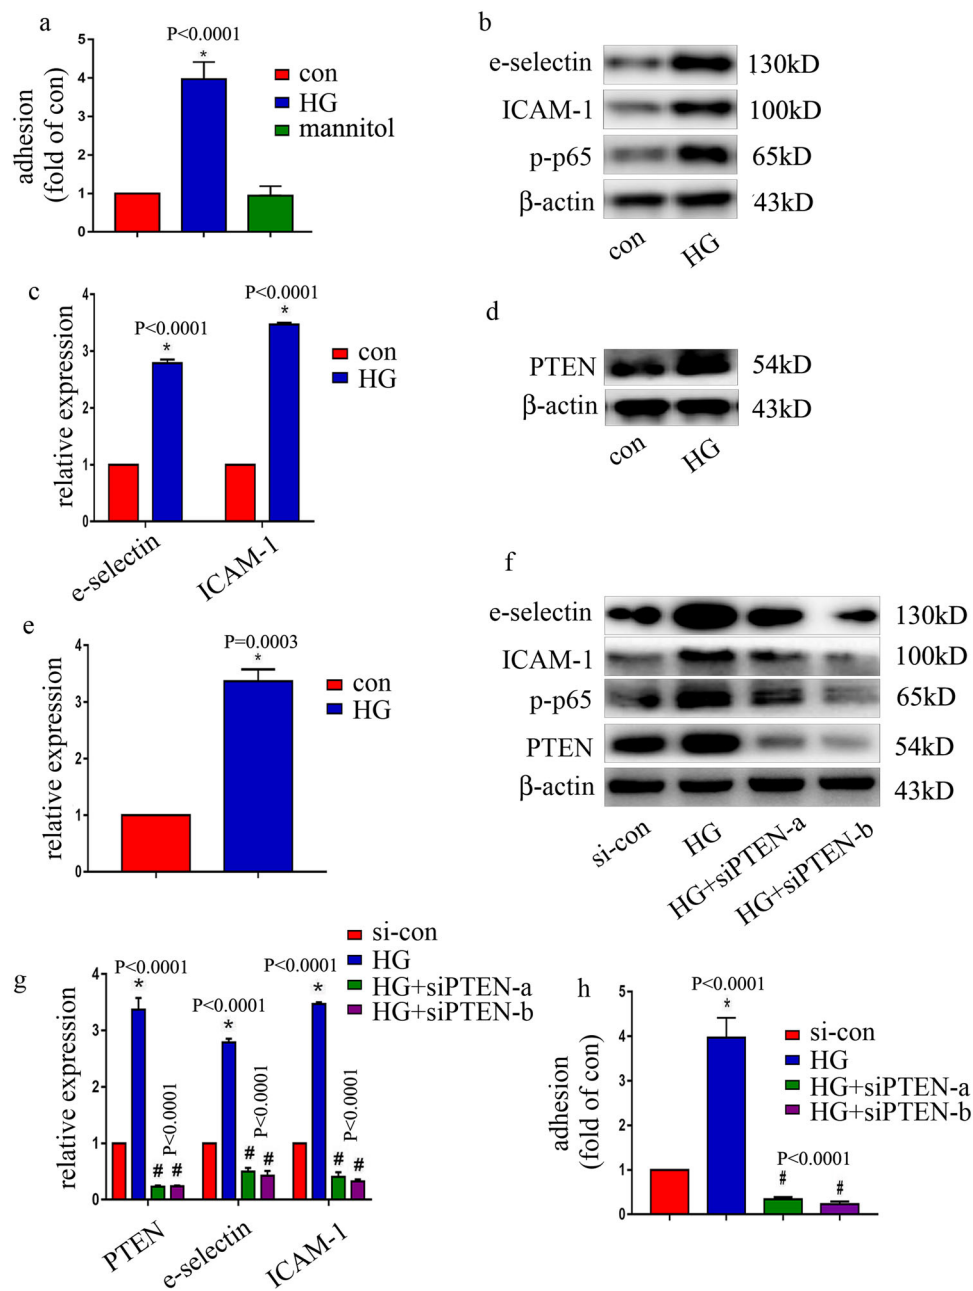 a
P<0.0001
*
adhesion
(fold of con)
5
4
3
2
1
0
con
HG
mannitol
b
e-selectin
130kD
ICAM-1
100kD
p-p65
65kD
β-actin
43kD
con
HG
c
relative expression
4
3
2
1
0
P<0.0001
*
P<0.0001
*
con
HG
e-selectin
ICAM-1
d
PTEN
54kD
β-actin
43kD
con
HG
e
relative expression
4
3
2
1
0
P=0.0003
*
con
HG
f
e-selectin
130kD
ICAM-1
100kD
p-p65
65kD
PTEN
54kD
β-actin
43kD
si-con
HG
HG+siPTEN-a
HG+siPTEN-b
g
relative expression
4
3
2
1
0
si-con
HG
HG+siPTEN-a
HG+siPTEN-b
P<0.0001
*
P<0.0001
# #
P<0.0001
*
P<0.0001
# #
P<0.0001
*
P<0.0001
# #
PTEN
e-selectin
ICAM-1
h
adhesion
(fold of con)
5
4
3
2
1
0
P<0.0001
*
si-con
HG
HG+siPTEN-a
HG+siPTEN-b
P<0.0001
# #